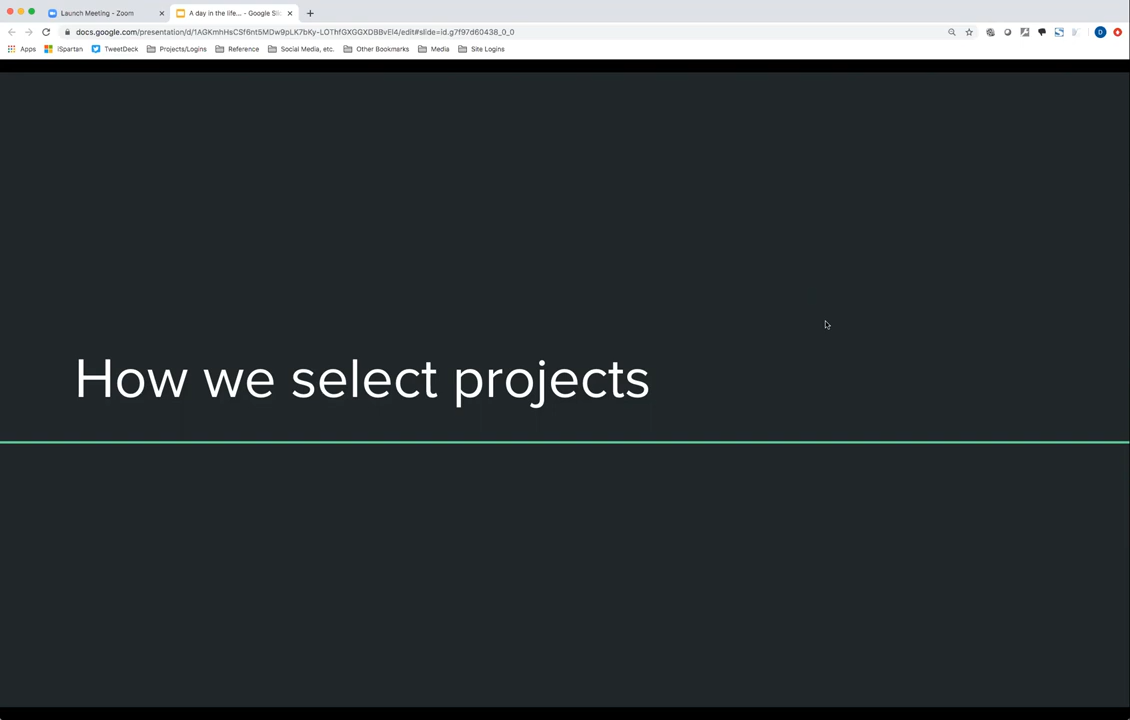 Launch Meeting - Zoom
A day in the life... - Google Sli
docs.google.com/presentation/d/1AGKmhHsCSf6nt5MDw9pLK7bKy-LOThfGXGGXDBBvEl4/edit#slide=id.g7f97d60438_0_0
Apps iSpartan TweetDeck Projects/Logins Reference Social Media, etc. Other Bookmarks Media Site Logins
D
How we select projects